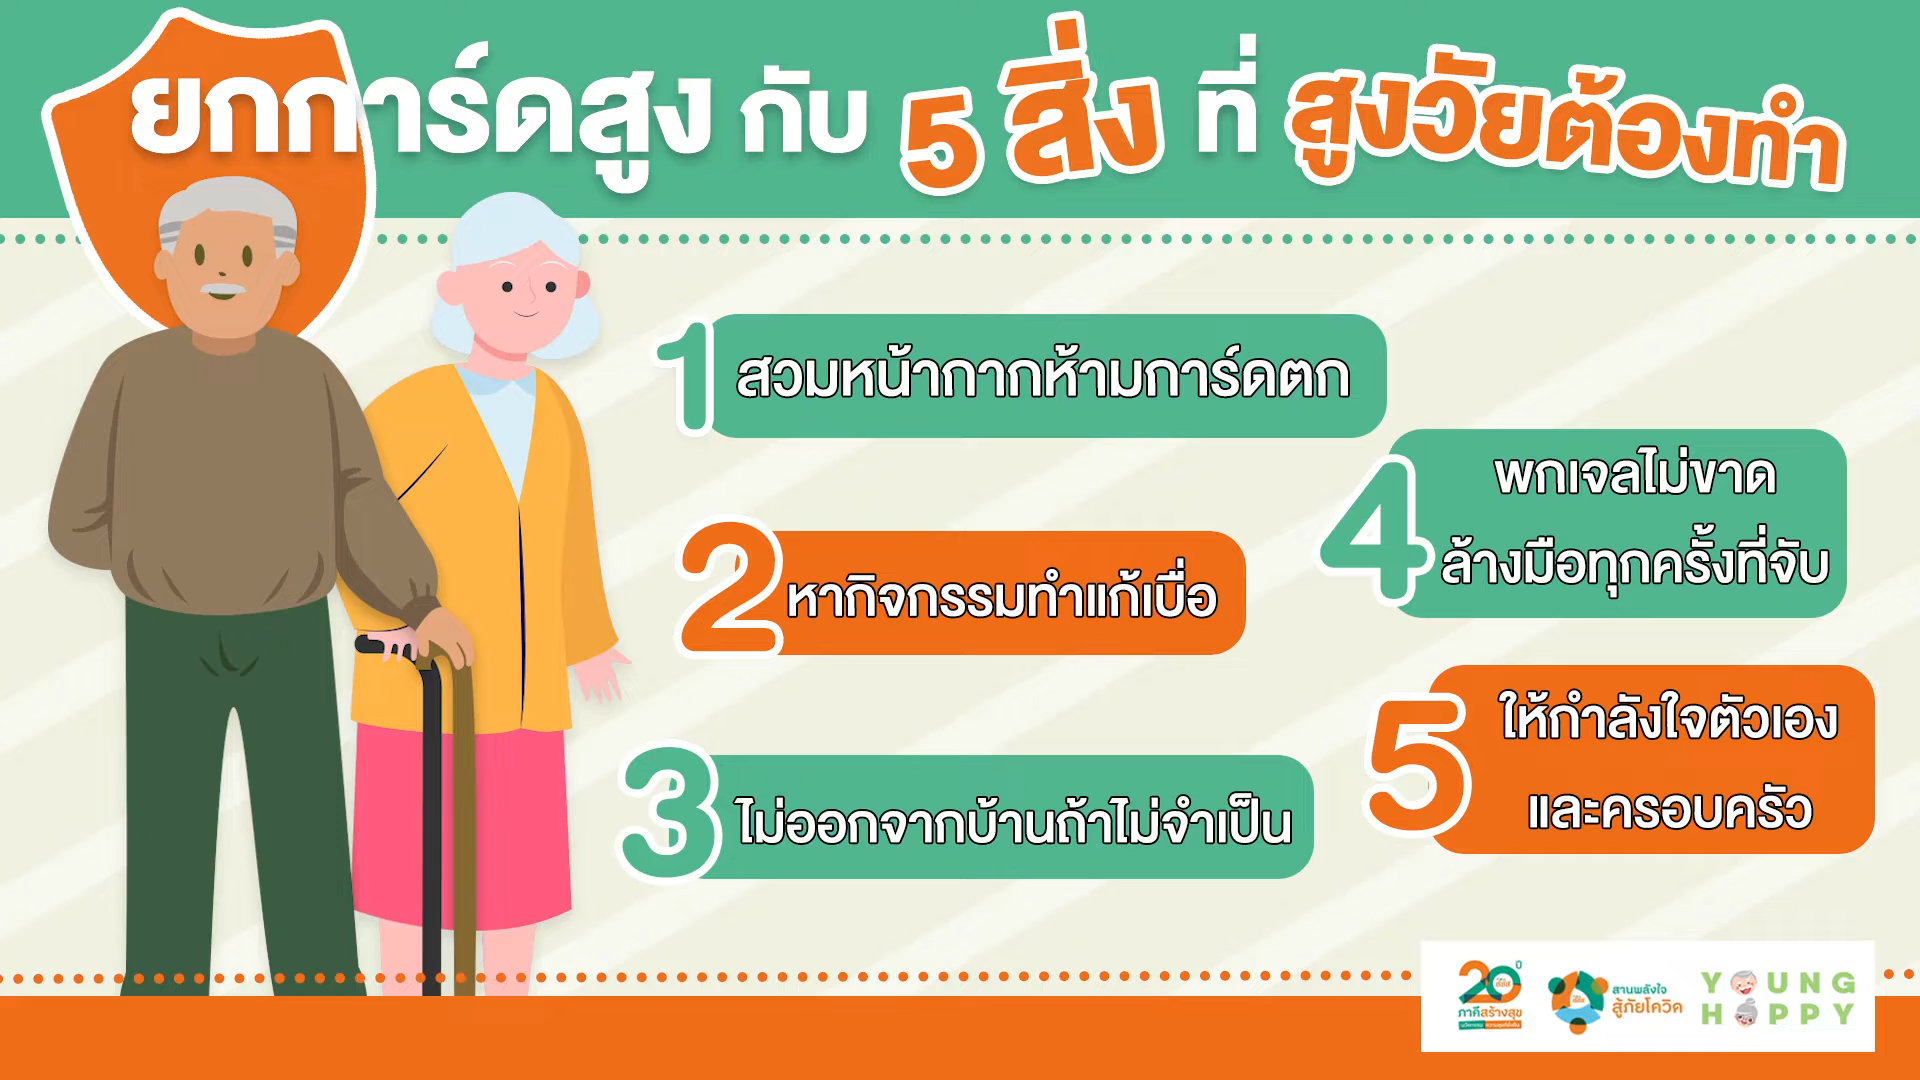 ยกการ์ดสูง กับ 5 สิ่ง ที่ สูงวัยต้องทำ
1 สวมหน้ากากห้ามการ์ดตก
2 หากิจกรรมทำแก้เบื่อ
3 ไม่ออกจากบ้านถ้าไม่จำเป็น
4 พกเจลไม่ขาด
ล้างมือทุกครั้งที่จับ
5 ให้กำลังใจตัวเอง
และครอบครัว
20 ปี
ภาคีสร้างสุข
สานพลังใจ
สู้ภัยโควิด
YOUNG
HAPPY